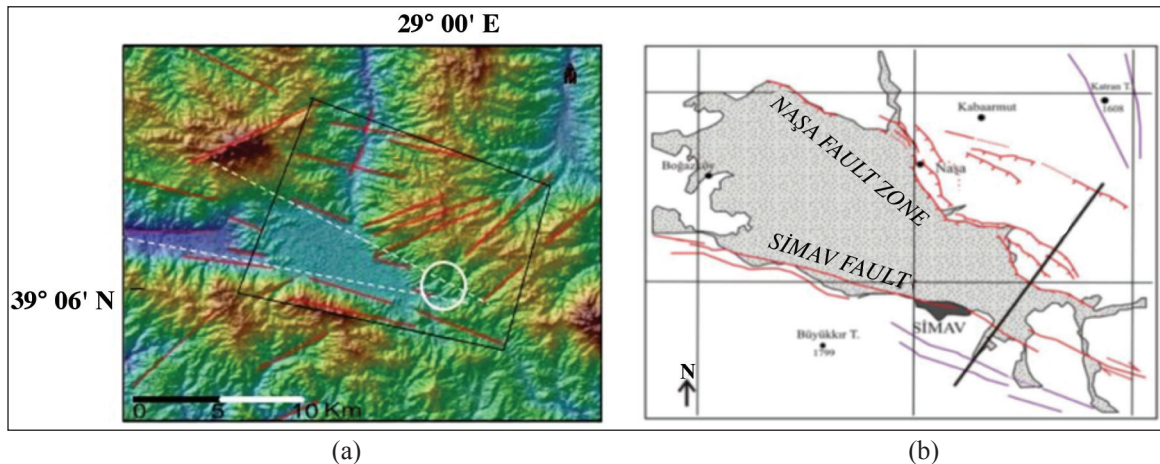 29° 00' E
39° 06' N
0 5 10 Km
(a)
NAŞA FAULT ZONE
SİMAV FAULT
Boğazköy
Kabaarmut
Katran T.
1608
Naşa
SİMAV
Büyükkır T.
1799
N
(b)